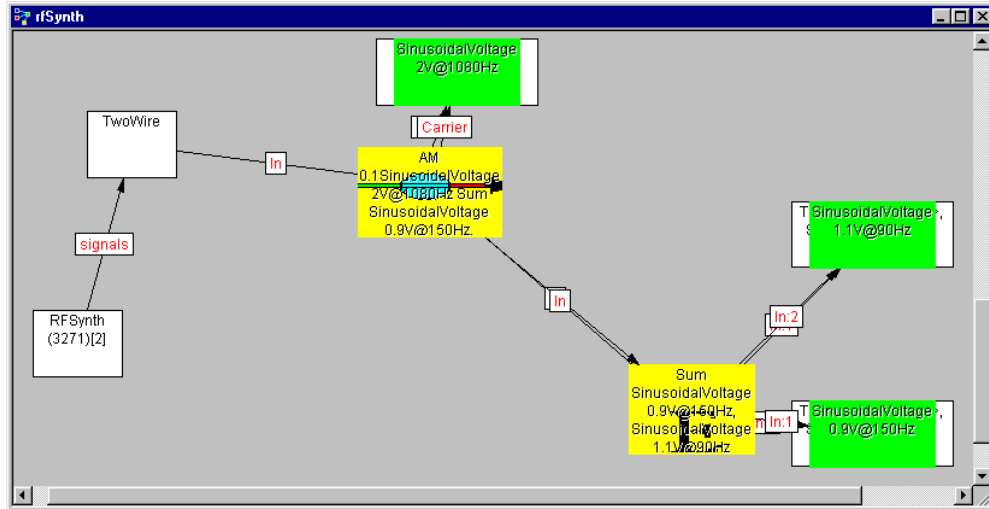 rfSynth
SinusoidalVoltage
2V@1080Hz
Carrier
TwoWire
In
AM
0.1SinusoidalVoltage
2V@1080Hz Sum
SinusoidalVoltage
0.9V@150Hz.
signals
SinusoidalVoltage
1.1V@90Hz
In
In:2
RFSynth
(3271)[2]
Sum
SinusoidalVoltage
0.9V@150Hz,
SinusoidalVoltage
1.1V@90Hz
In:1
SinusoidalVoltage
0.9V@150Hz